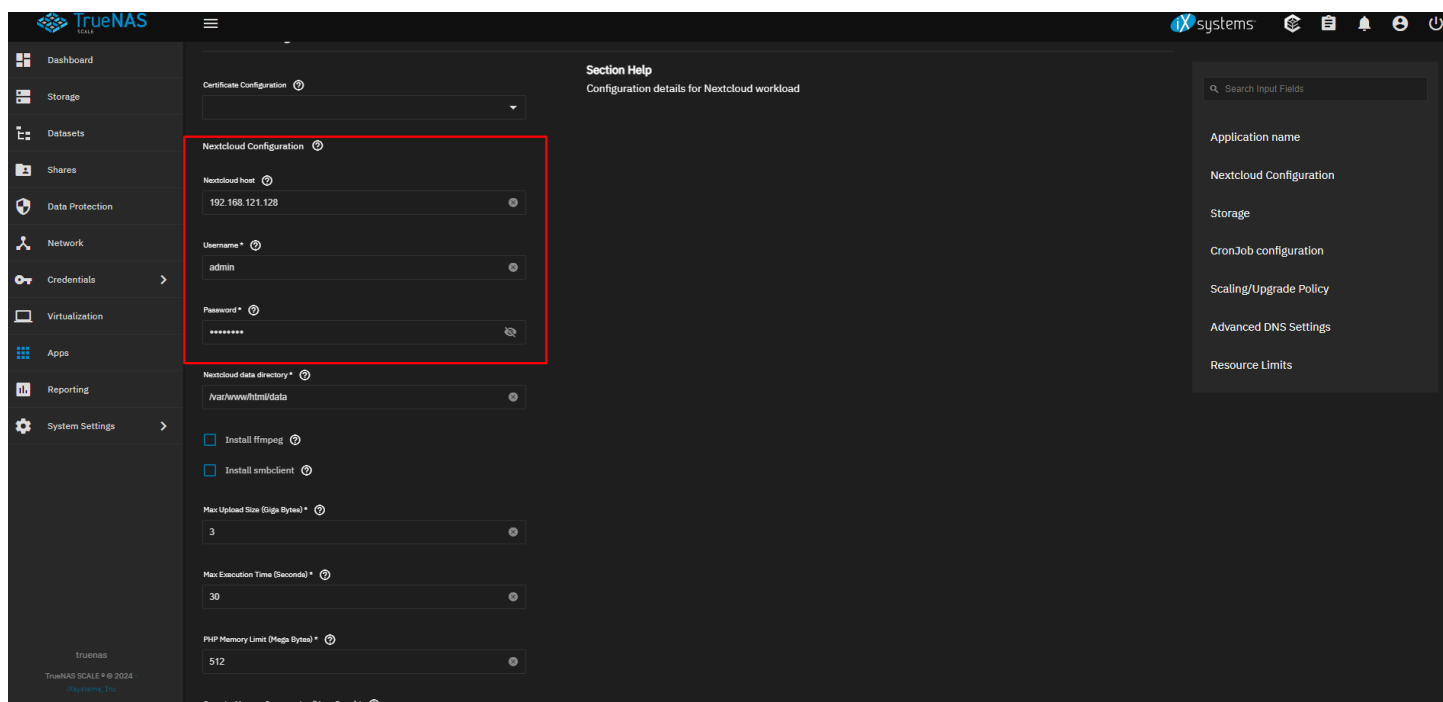 TrueNAS
SCALE
iXsystems
Dashboard
Storage
Datasets
Shares
Data Protection
Network
Credentials
Virtualization
Apps
Reporting
System Settings
truenas
TrueNAS SCALE ® © 2024 -
iXsystems, Inc
Certificate Configuration
Nextcloud Configuration
Nextcloud host
192.168.121.128
Username *
admin
Password *
••••••••
Nextcloud data directory *
/var/www/html/data
Install ffmpeg
Install smbclient
Max Upload Size (Giga Bytes) *
3
Max Execution Time (Seconds) *
30
PHP Memory Limit (Mega Bytes) *
512
Section Help
Configuration details for Nextcloud workload
Search Input Fields
Application name
Nextcloud Configuration
Storage
CronJob configuration
Scaling/Upgrade Policy
Advanced DNS Settings
Resource Limits